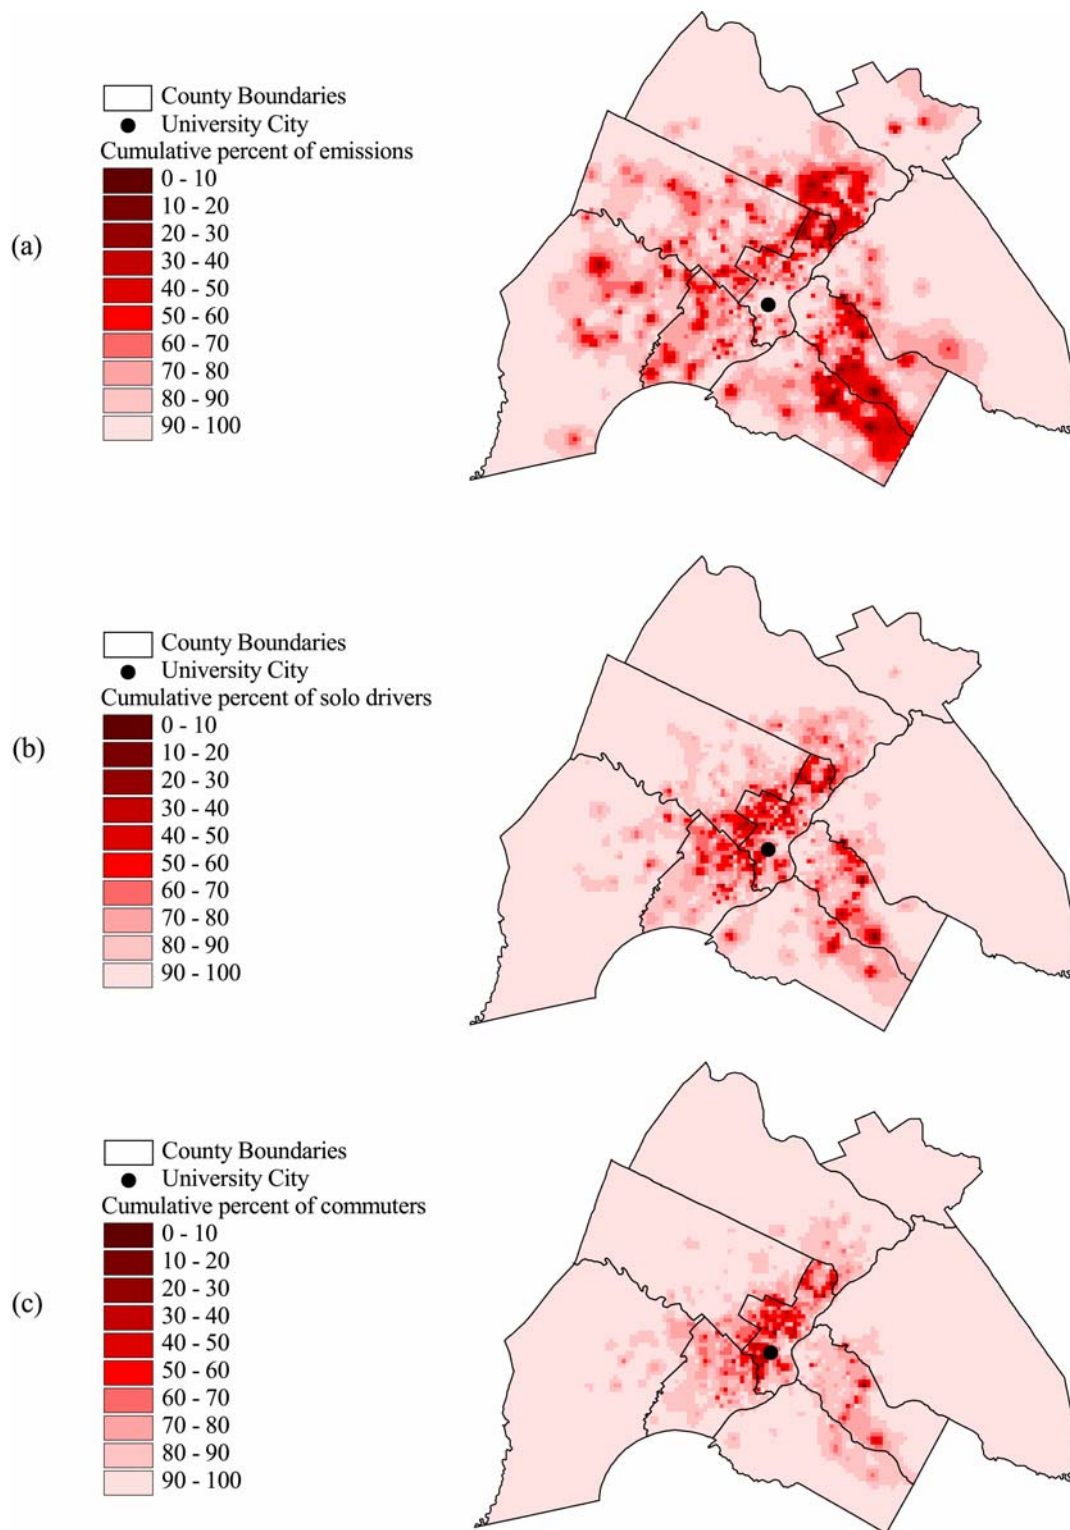 County Boundaries
University City
Cumulative percent of emissions
0 - 10
10 - 20
20 - 30
(a)
30 - 40
40 - 50
50 - 60
60 - 70
70 - 80
80 - 90
90 - 100
County Boundaries
University City
Cumulative percent of solo drivers
0 - 10
(b)
10 - 20
20 - 30
30 - 40
40 - 50
50 - 60
60 - 70
70 - 80
80 - 90
90 - 100
County Boundaries
University City
Cumulative percent of commuters
0 - 10
10 - 20
20 - 30
(c)
30 - 40
40 - 50
50 - 60
60 - 70
70 - 80
80 - 90
90 - 100